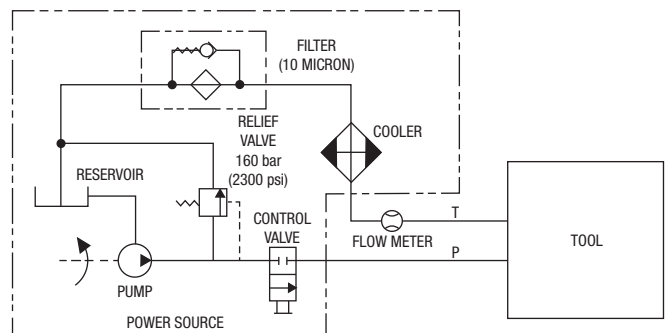 FILTER
(10 MICRON)
RELIEF
VALVE
160 bar
(2300 psi)
COOLER
RESERVOIR
CONTROL
VALVE
FLOW METER
T
P
TOOL
PUMP
POWER SOURCE